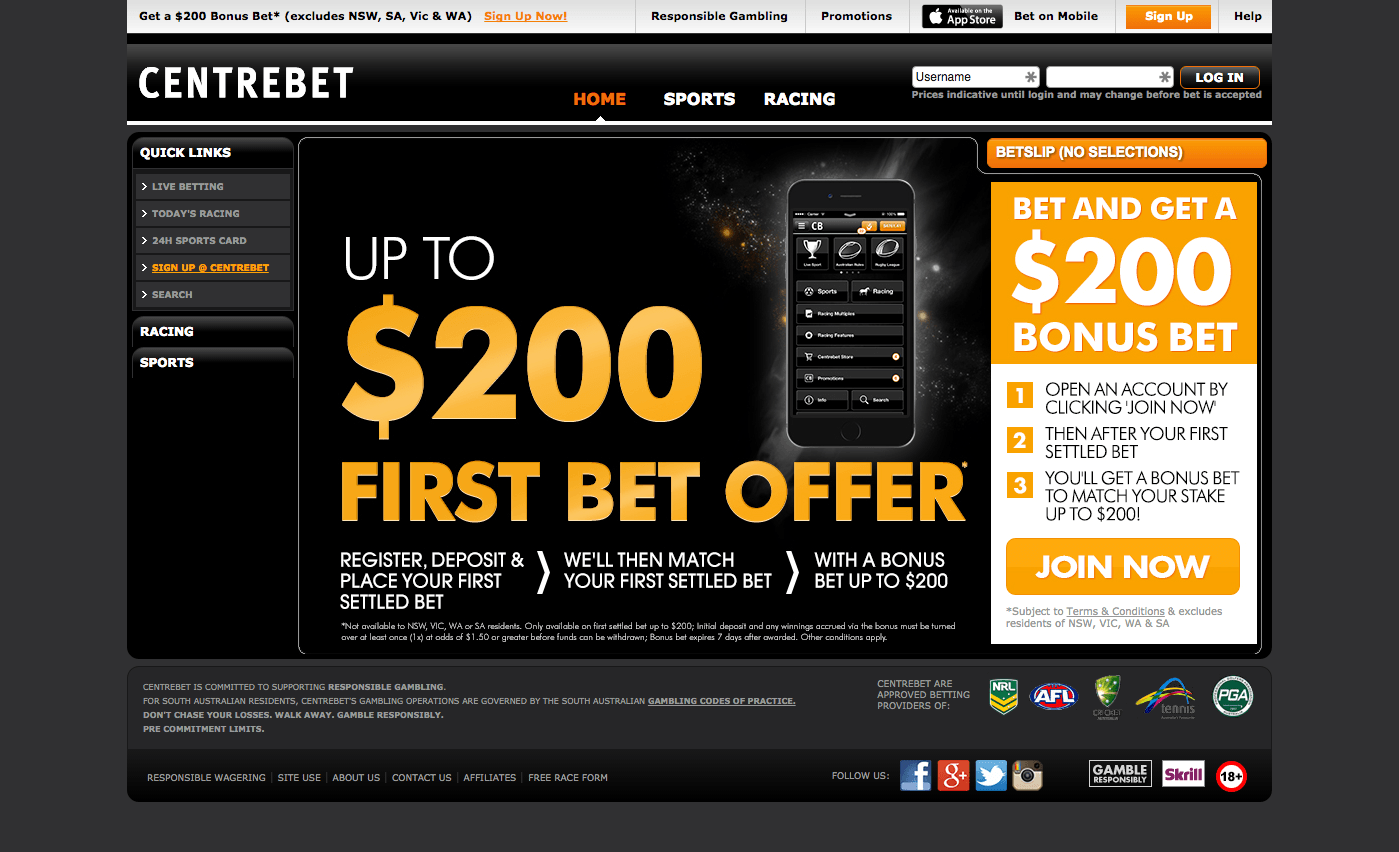 Get a $200 Bonus Bet* (excludes NSW, SA, Vic & WA) Sign Up Now!
Responsible Gambling
Promotions
Available on the App Store
Bet on Mobile
Sign Up
Help
CENTREBET
HOME SPORTS RACING
Username
LOG IN
Prices indicative until login and may change before bet is accepted
QUICK LINKS
LIVE BETTING
TODAY'S RACING
24H SPORTS CARD
SIGN UP @ CENTREBET
SEARCH
RACING
SPORTS
UP TO
$200
FIRST BET OFFER*
REGISTER, DEPOSIT &
PLACE YOUR FIRST
SETTLED BET
WE'LL THEN MATCH
YOUR FIRST SETTLED BET
WITH A BONUS
BET UP TO $200
*Not available to NSW, VIC, WA or SA residents. Only available on first settled bet up to $200; Initial deposit and any winnings accrued via the bonus must be turned
over at least once (1x) at odds of $1.50 or greater before funds can be withdrawn; Bonus bet expires 7 days after awarded. Other conditions apply.
CB
Live Sport
Australian Rules
Rugby League
Sports
Racing
Racing Multiples
Racing Features
Centrebet Store
Promotions
Info
Search
BETSLIP (NO SELECTIONS)
BET AND GET A
$200
BONUS BET
1 OPEN AN ACCOUNT BY
CLICKING 'JOIN NOW'
2 THEN AFTER YOUR FIRST
SETTLED BET
3 YOU'LL GET A BONUS BET
TO MATCH YOUR STAKE
UP TO $200!
JOIN NOW
*Subject to Terms & Conditions & excludes
residents of NSW, VIC, WA & SA
CENTREBET IS COMMITTED TO SUPPORTING RESPONSIBLE GAMBLING.
FOR SOUTH AUSTRALIAN RESIDENTS, CENTREBET'S GAMBLING OPERATIONS ARE GOVERNED BY THE SOUTH AUSTRALIAN GAMBLING CODES OF PRACTICE.
DON'T CHASE YOUR LOSSES. WALK AWAY. GAMBLE RESPONSIBLY.
PRE COMMITMENT LIMITS.
CENTREBET ARE
APPROVED BETTING
PROVIDERS OF:
NRL
AFL
CRICKET
AUSTRALIA
tennis
PGA
RESPONSIBLE WAGERING | SITE USE | ABOUT US | CONTACT US | AFFILIATES | FREE RACE FORM
FOLLOW US:
GAMBLE
RESPONSIBLY
Skrill
18+